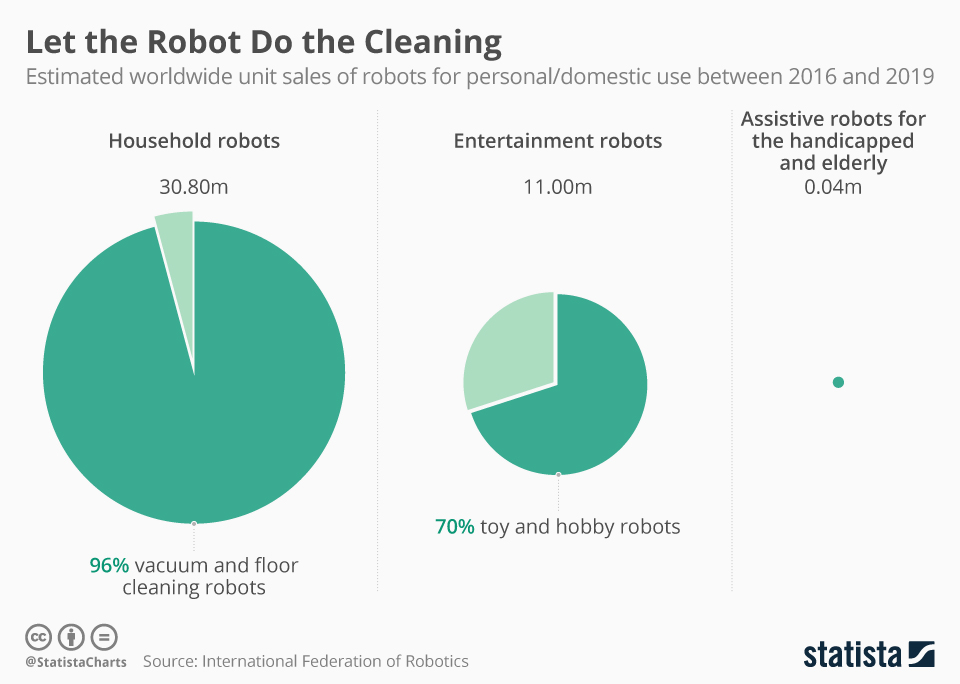 Let the Robot Do the Cleaning
Estimated worldwide unit sales of robots for personal/domestic use between 2016 and 2019
Household robots
30.80m
96% vacuum and floor
cleaning robots
Entertainment robots
11.00m
70% toy and hobby robots
Assistive robots for
the handicapped
and elderly
0.04m
cc
@StatistaCharts
Source: International Federation of Robotics
statista